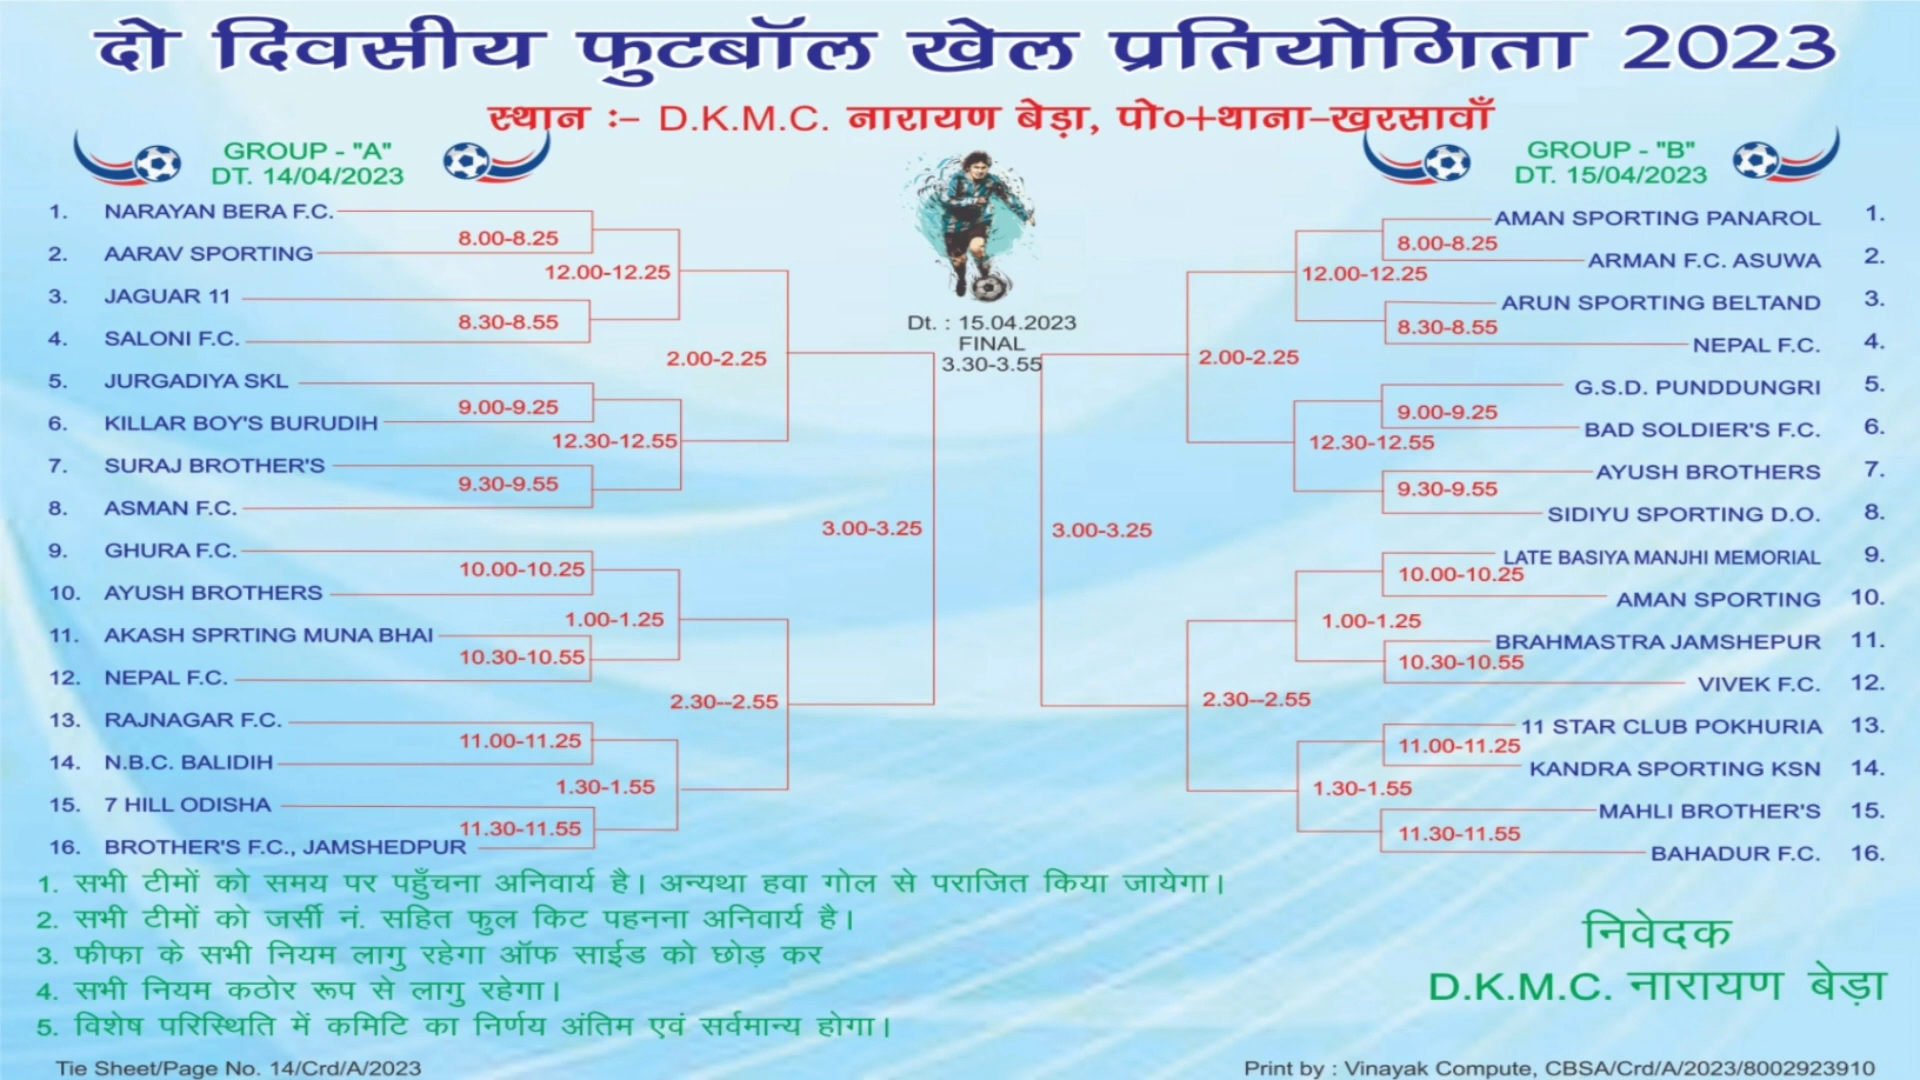 दो दिवसीय फुटबॉल खेल प्रतियोगिता 2023
स्थान :– D.K.M.C. नारायण बेड़ा, पो०+थाना–खरसावाँ
GROUP - "A"
DT. 14/04/2023
1. NARAYAN BERA F.C.
8.00-8.25
2. AARAV SPORTING
12.00-12.25
3. JAGUAR 11
8.30-8.55
4. SALONI F.C.
2.00-2.25
5. JURGADIYA SKL
9.00-9.25
6. KILLAR BOY'S BURUDIH
12.30-12.55
7. SURAJ BROTHER'S
9.30-9.55
8. ASMAN F.C.
3.00-3.25
9. GHURA F.C.
10.00-10.25
10. AYUSH BROTHERS
1.00-1.25
11. AKASH SPRTING MUNA BHAI
10.30-10.55
12. NEPAL F.C.
2.30--2.55
13. RAJNAGAR F.C.
11.00-11.25
14. N.B.C. BALIDIH
1.30-1.55
15. 7 HILL ODISHA
11.30-11.55
16. BROTHER'S F.C., JAMSHEDPUR
Dt. : 15.04.2023
FINAL
3.30-3.55
GROUP - "B"
DT. 15/04/2023
AMAN SPORTING PANAROL 1.
8.00-8.25
ARMAN F.C. ASUWA 2.
12.00-12.25
ARUN SPORTING BELTAND 3.
8.30-8.55
NEPAL F.C. 4.
2.00-2.25
G.S.D. PUNDDUNGRI 5.
9.00-9.25
BAD SOLDIER'S F.C. 6.
12.30-12.55
AYUSH BROTHERS 7.
9.30-9.55
SIDIYU SPORTING D.O. 8.
3.00-3.25
LATE BASIYA MANJHI MEMORIAL 9.
10.00-10.25
AMAN SPORTING 10.
1.00-1.25
BRAHMASTRA JAMSHEPUR 11.
10.30-10.55
VIVEK F.C. 12.
2.30--2.55
11 STAR CLUB POKHURIA 13.
11.00-11.25
KANDRA SPORTING KSN 14.
1.30-1.55
MAHLI BROTHER'S 15.
11.30-11.55
BAHADUR F.C. 16.
1. सभी टीमों को समय पर पहुँचना अनिवार्य है। अन्यथा हवा गोल से पराजित किया जायेगा।
2. सभी टीमों को जर्सी नं. सहित फुल किट पहनना अनिवार्य है।
3. फीफा के सभी नियम लागु रहेगा ऑफ साईड को छोड़ कर
4. सभी नियम कठोर रूप से लागु रहेगा।
5. विशेष परिस्थिति में कमिटि का निर्णय अंतिम एवं सर्वमान्य होगा।
निवेदक
D.K.M.C. नारायण बेड़ा
Tie Sheet/Page No. 14/Crd/A/2023
Print by : Vinayak Compute, CBSA/Crd/A/2023/8002923910